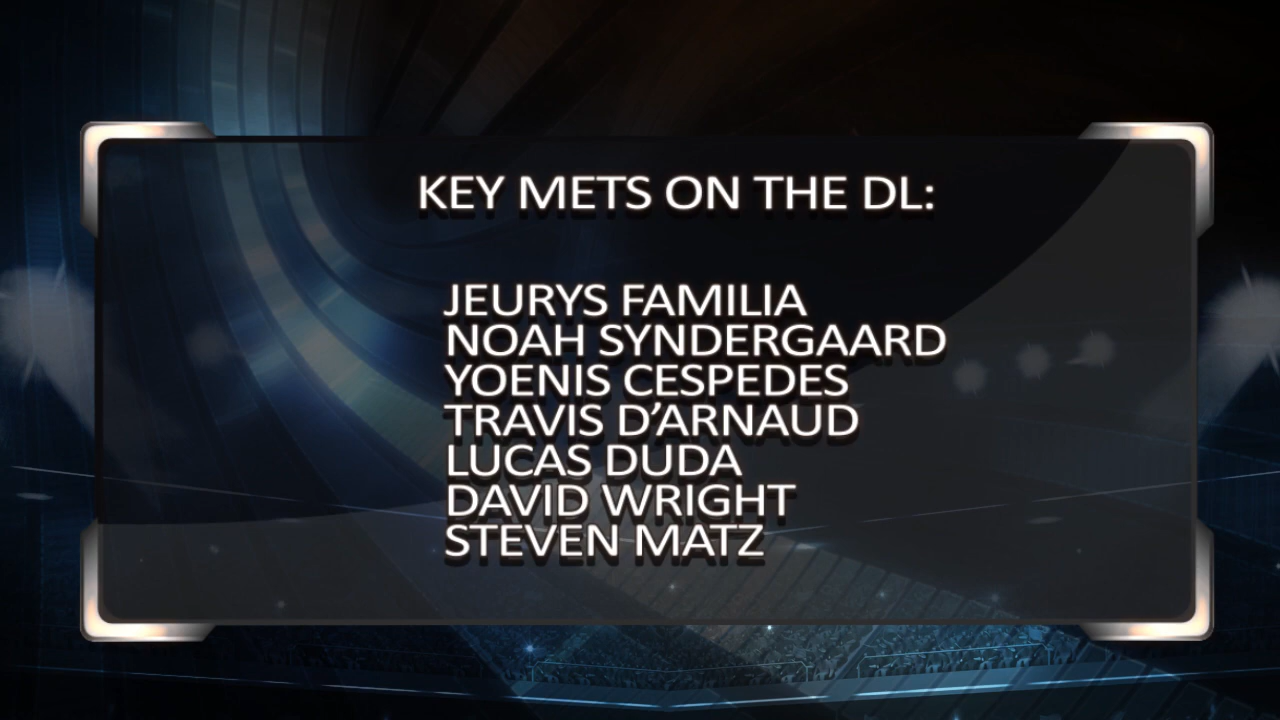 KEY METS ON THE DL:
JEURYS FAMILIA
NOAH SYNDERGAARD
YOENIS CESPEDES
TRAVIS D’ARNAUD
LUCAS DUDA
DAVID WRIGHT
STEVEN MATZ